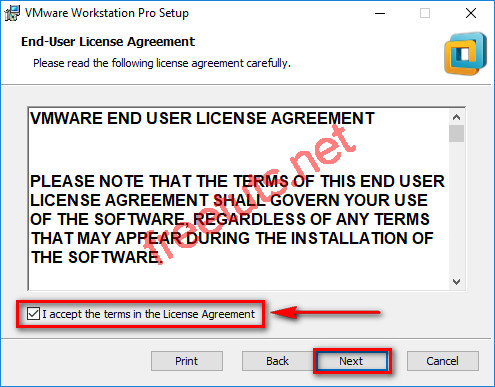 VMware Workstation Pro Setup
End-User License Agreement
Please read the following license agreement carefully.
VMWARE END USER LICENSE AGREEMENT
PLEASE NOTE THAT THE TERMS OF THIS END USER
LICENSE AGREEMENT SHALL GOVERN YOUR USE
OF THE SOFTWARE, REGARDLESS OF ANY TERMS
THAT MAY APPEAR DURING THE INSTALLATION OF
THE SOFTWARE.
freetuts.net
I accept the terms in the License Agreement
Print
Back
Next
Cancel